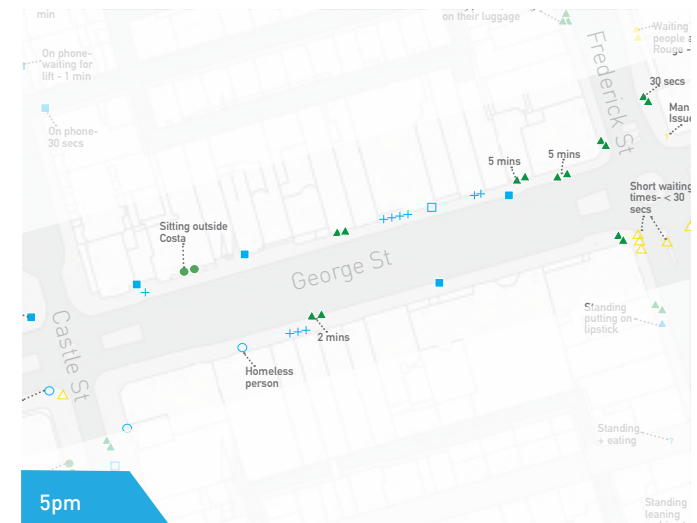 min
on their luggage
On phone-
waiting for
lift - 1 min
On phone-
30 secs
Frederick St
Waiting
people
Rouge -
30 secs
Man
Issue
5 mins
5 mins
Short waiting
times- < 30
secs
Sitting outside
Costa
George St
Castle St
2 mins
Homeless
person
Standing
putting on
lipstick
Standing
+ eating
Standing
leaning
5pm